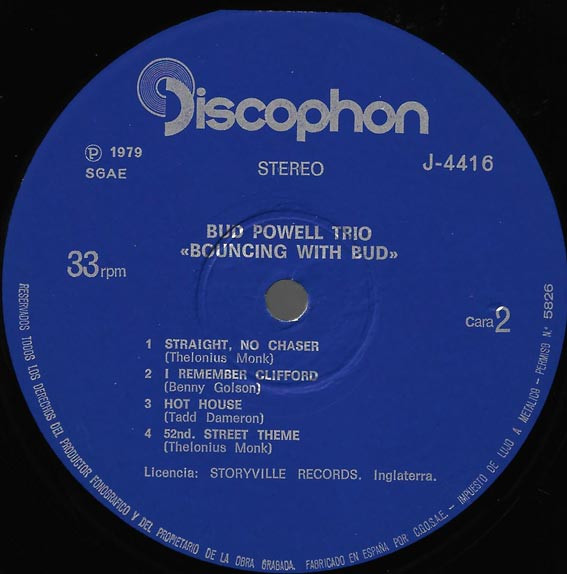 Discophon
℗ 1979
SGAE
STEREO
J-4416
BUD POWELL TRIO
«BOUNCING WITH BUD»
33 rpm
Cara 2
1 STRAIGHT, NO CHASER
(Thelonius Monk)
2 I REMEMBER CLIFFORD
(Benny Golson)
3 HOT HOUSE
(Tadd Dameron)
4 52nd. STREET THEME
(Thelonius Monk)
Licencia: STORYVILLE RECORDS. Inglaterra.
RESERVADOS TODOS LOS DERECHOS DEL PRODUCTOR FONOGRAFICO Y DEL PROPIETARIO DE LA OBRA GRABADA. FABRICADO EN ESPAÑA POR C.D.O.S.A.E. - IMPUESTO DE LUJO A METALICO - PERMISO N.º 5826